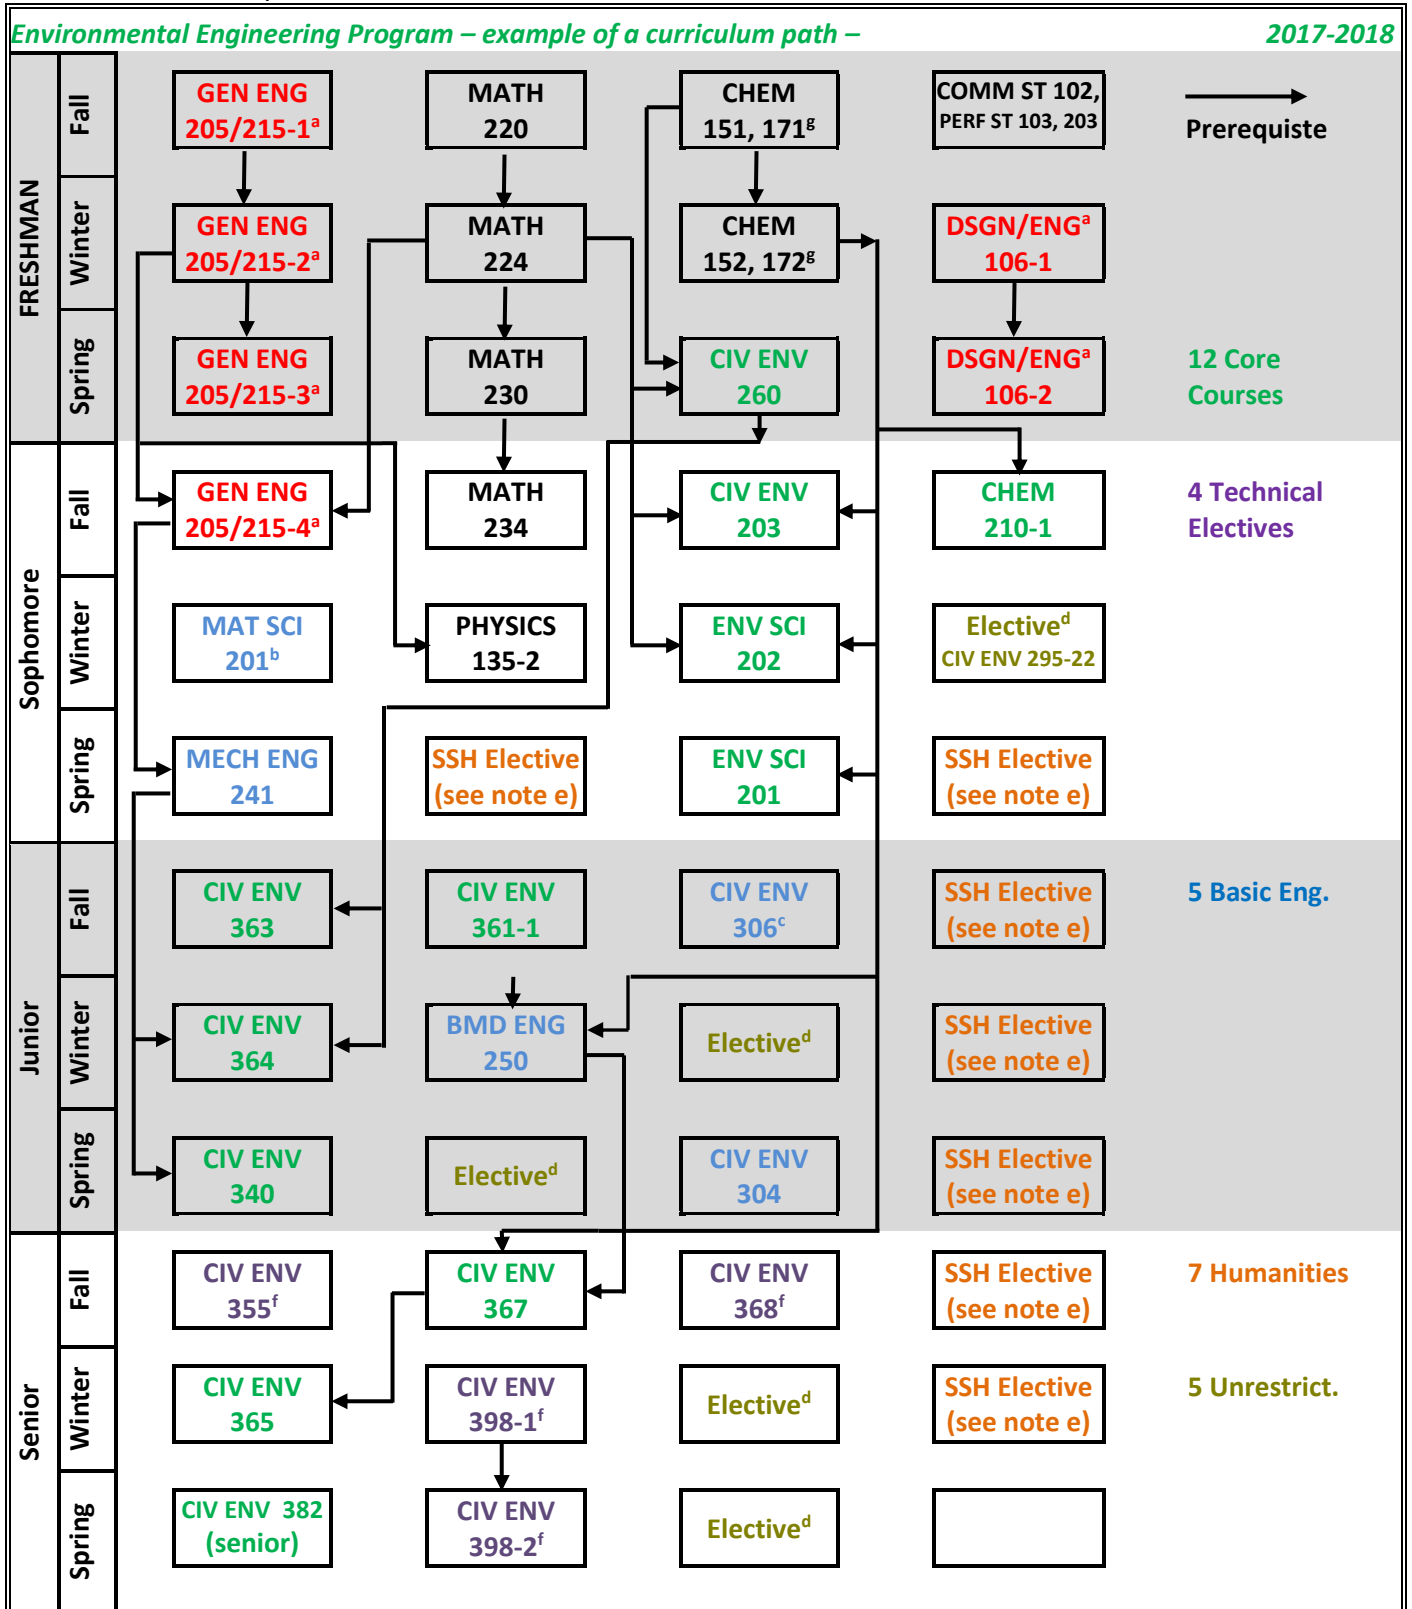 Environmental Engineering Program – example of a curriculum path – 2017-2018
FRESHMAN
Fall
GEN ENG
205/215-1ᵃ
MATH
220
CHEM
151, 171ᵍ
COMM ST 102,
PERF ST 103, 203
Prerequiste
Winter
GEN ENG
205/215-2ᵃ
MATH
224
CHEM
152, 172ᵍ
DSGN/ENGᵃ
106-1
Spring
GEN ENG
205/215-3ᵃ
MATH
230
CIV ENV
260
DSGN/ENGᵃ
106-2
12 Core
Courses
Sophomore
Fall
GEN ENG
205/215-4ᵃ
MATH
234
CIV ENV
203
CHEM
210-1
4 Technical
Electives
Winter
MAT SCI
201ᵇ
PHYSICS
135-2
ENV SCI
202
Electiveᵈ
CIV ENV 295-22
Spring
MECH ENG
241
SSH Elective
(see note e)
ENV SCI
201
SSH Elective
(see note e)
Junior
Fall
CIV ENV
363
CIV ENV
361-1
CIV ENV
306ᶜ
SSH Elective
(see note e)
5 Basic Eng.
Winter
CIV ENV
364
BMD ENG
250
Electiveᵈ
SSH Elective
(see note e)
Spring
CIV ENV
340
Electiveᵈ
CIV ENV
304
SSH Elective
(see note e)
Senior
Fall
CIV ENV
355ᶠ
CIV ENV
367
CIV ENV
368ᶠ
SSH Elective
(see note e)
7 Humanities
Winter
CIV ENV
365
CIV ENV
398-1ᶠ
Electiveᵈ
SSH Elective
(see note e)
5 Unrestrict.
Spring
CIV ENV 382
(senior)
CIV ENV
398-2ᶠ
Electiveᵈ